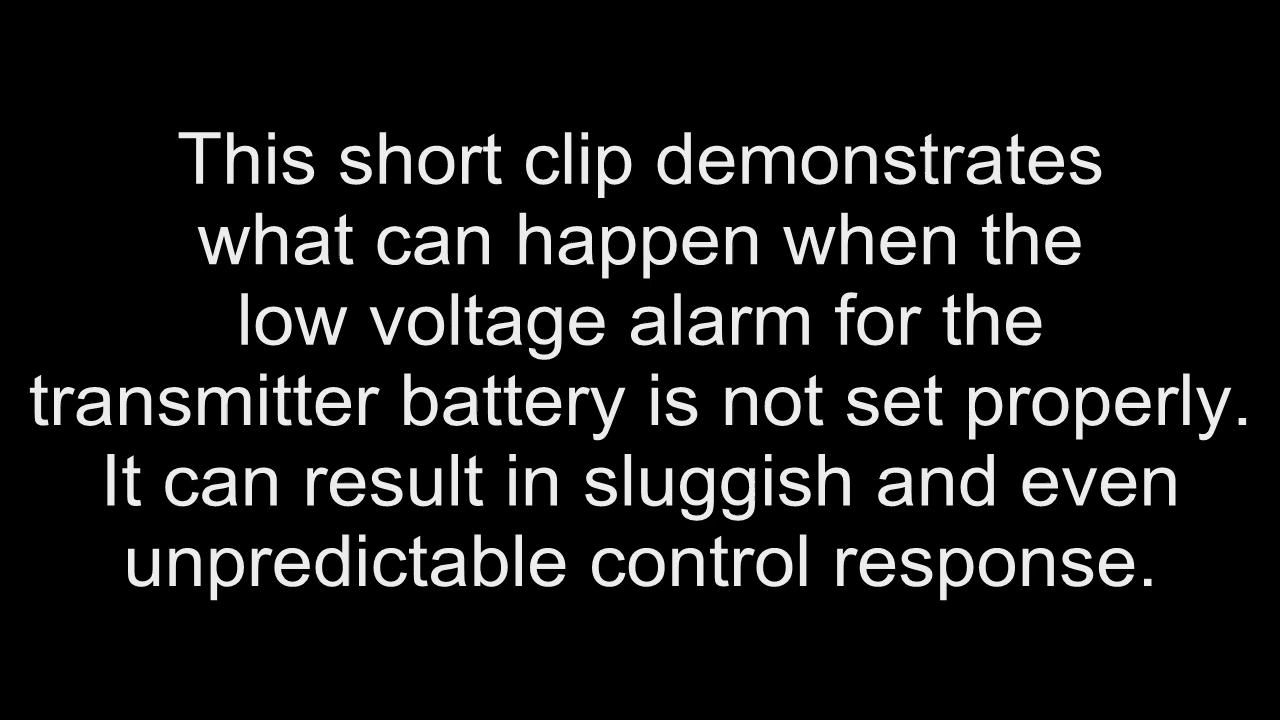 This short clip demonstrates
what can happen when the
low voltage alarm for the
transmitter battery is not set properly.
It can result in sluggish and even
unpredictable control response.